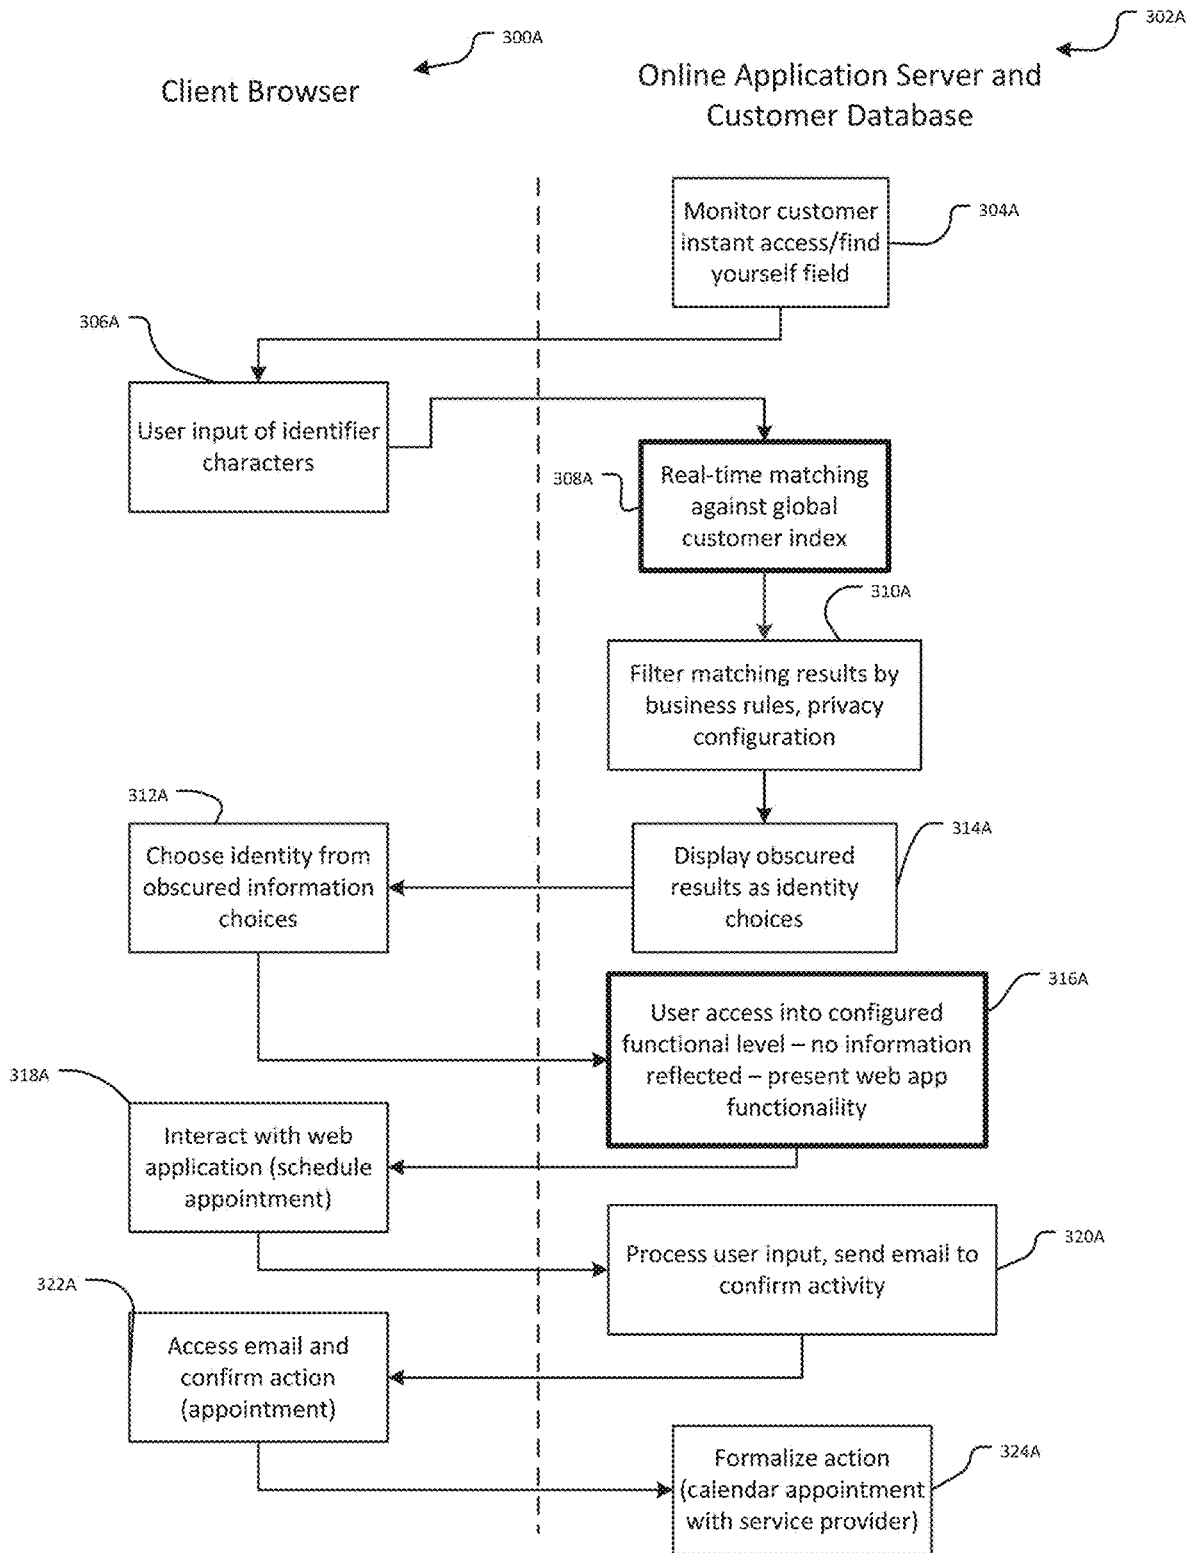 300A
302A
Client Browser
Online Application Server and
Customer Database
Monitor customer
instant access/find
yourself field
304A
306A
User input of identifier
characters
308A
Real-time matching
against global
customer index
310A
Filter matching results by
business rules, privacy
configuration
312A
Choose identity from
obscured information
choices
314A
Display obscured
results as identity
choices
316A
User access into configured
functional level – no information
reflected – present web app
functionaility
318A
Interact with web
application (schedule
appointment)
320A
Process user input, send email to
confirm activity
322A
Access email and
confirm action
(appointment)
324A
Formalize action
(calendar appointment
with service provider)